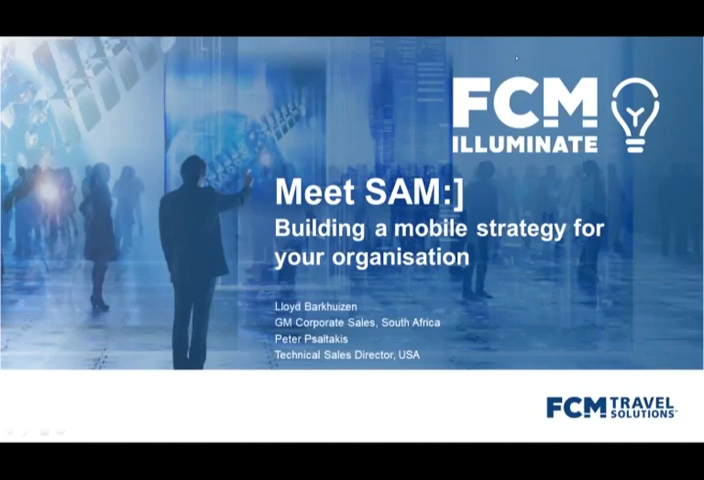 FCM
ILLUMINATE
Meet SAM:]
Building a mobile strategy for
your organisation
Lloyd Barkhuizen
GM Corporate Sales, South Africa
Peter Psaltakis
Technical Sales Director, USA
FCM TRAVEL
SOLUTIONS